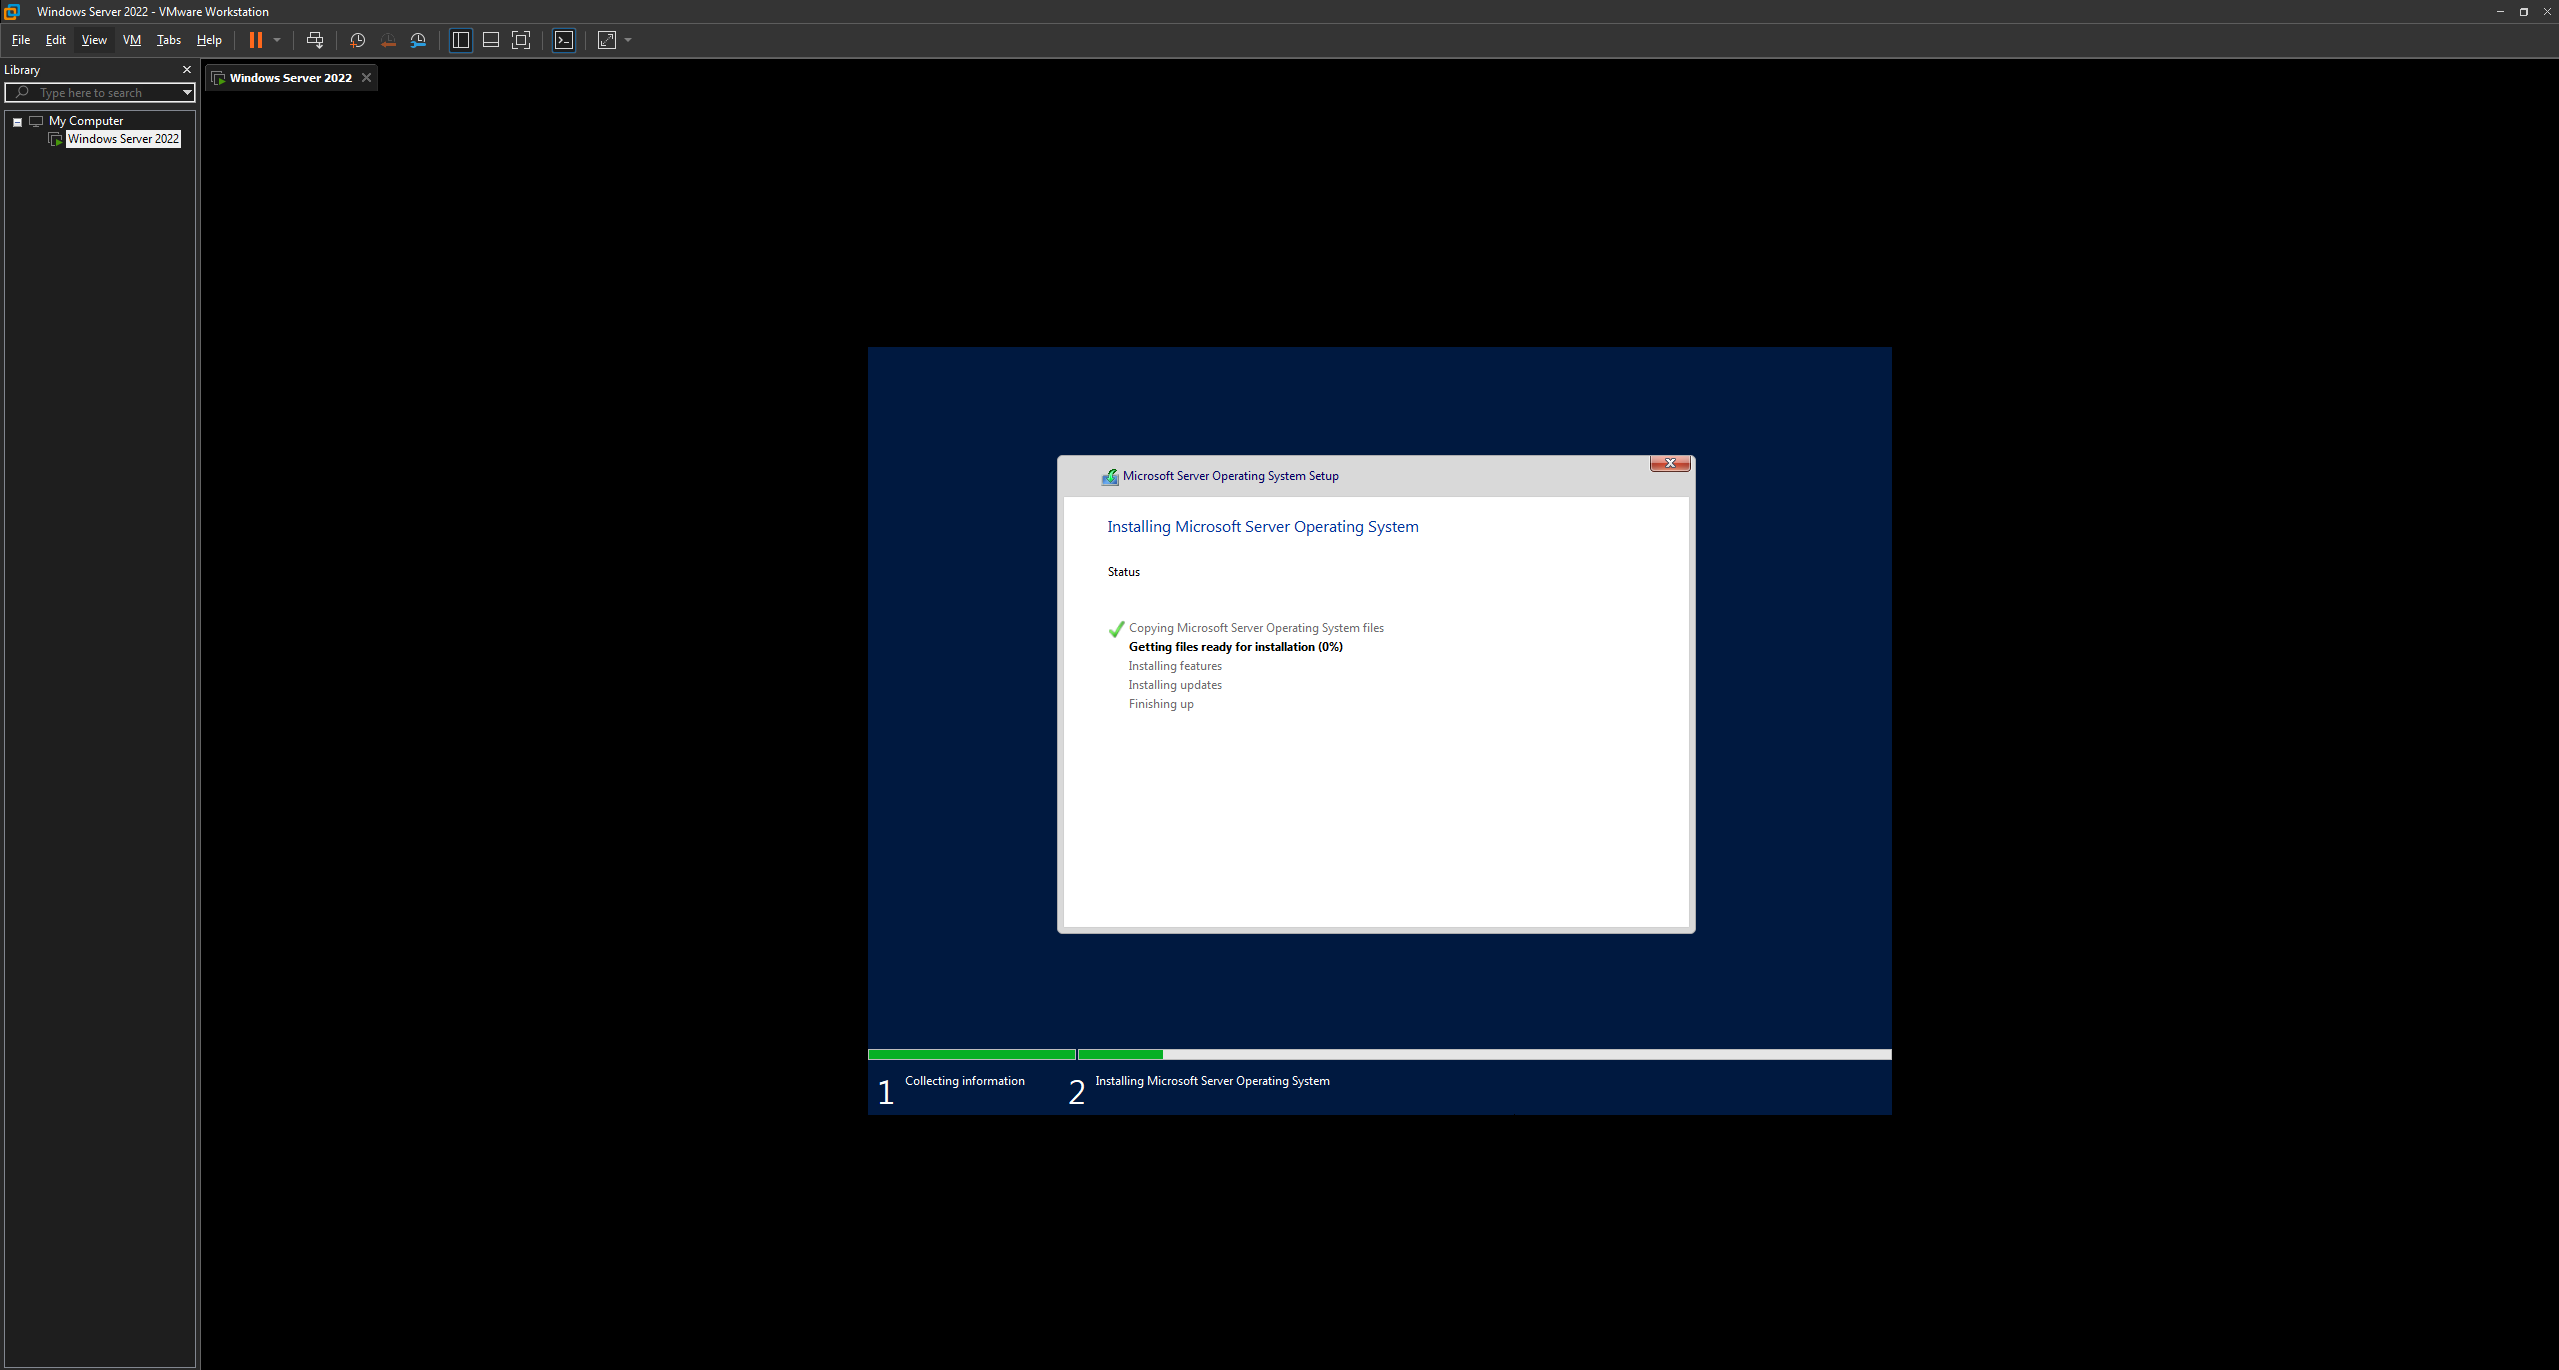 Windows Server 2022 - VMware Workstation
File Edit View VM Tabs Help
Library
Type here to search
My Computer
Windows Server 2022
Windows Server 2022
Microsoft Server Operating System Setup
Installing Microsoft Server Operating System
Status
Copying Microsoft Server Operating System files
Getting files ready for installation (0%)
Installing features
Installing updates
Finishing up
1 Collecting information
2 Installing Microsoft Server Operating System